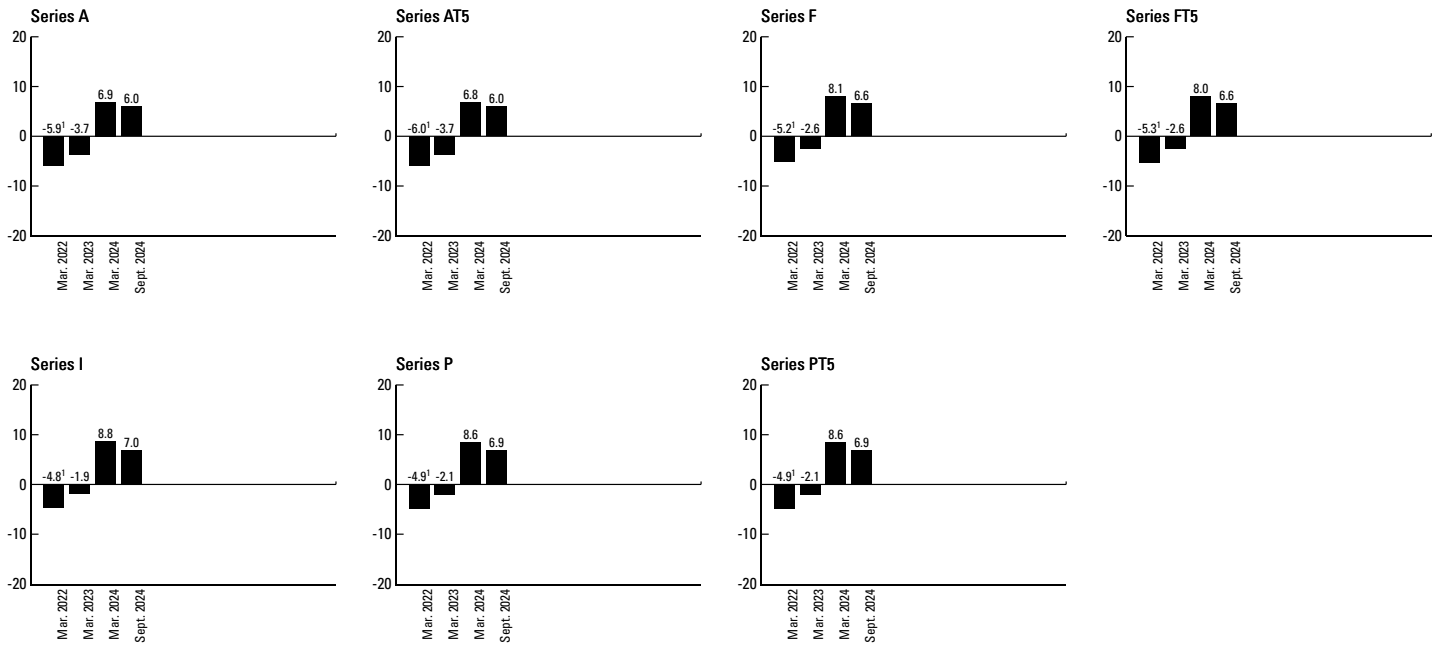 Series A
20
10
0
-10
-20
-5.9¹
-3.7
6.9
6.0
Mar. 2022
Mar. 2023
Mar. 2024
Sept. 2024
Series AT5
20
10
0
-10
-20
-6.0¹
-3.7
6.8
6.0
Mar. 2022
Mar. 2023
Mar. 2024
Sept. 2024
Series F
20
10
0
-10
-20
-5.2¹
-2.6
8.1
6.6
Mar. 2022
Mar. 2023
Mar. 2024
Sept. 2024
Series FT5
20
10
0
-10
-20
-5.3¹
-2.6
8.0
6.6
Mar. 2022
Mar. 2023
Mar. 2024
Sept. 2024
Series I
20
10
0
-10
-20
-4.8¹
-1.9
8.8
7.0
Mar. 2022
Mar. 2023
Mar. 2024
Sept. 2024
Series P
20
10
0
-10
-20
-4.9¹
-2.1
8.6
6.9
Mar. 2022
Mar. 2023
Mar. 2024
Sept. 2024
Series PT5
20
10
0
-10
-20
-4.9¹
-2.1
8.6
6.9
Mar. 2022
Mar. 2023
Mar. 2024
Sept. 2024